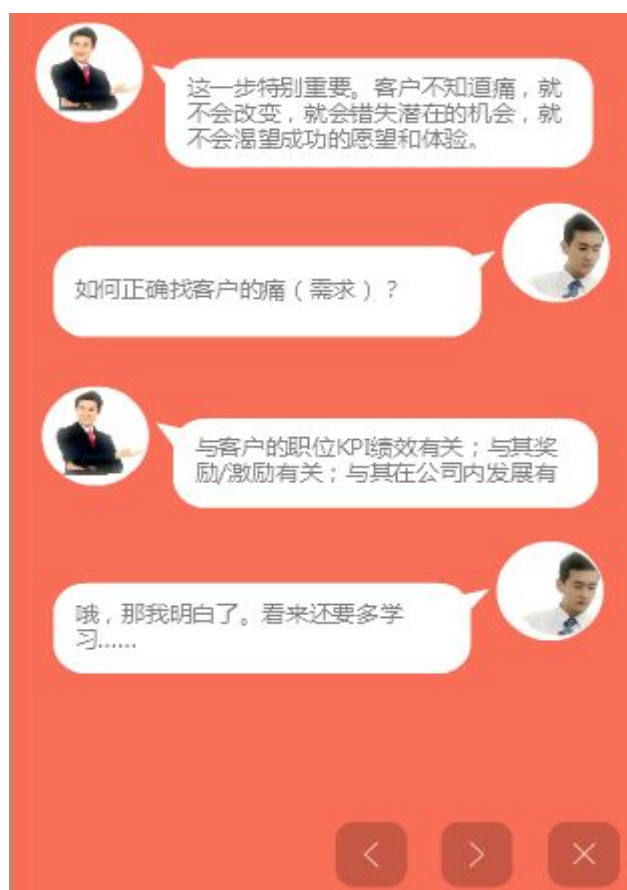 这一步特别重要。客户不知道痛，就
不会改变，就会错失潜在的机会，就
不会渴望成功的愿望和体验。
如何正确找客户的痛（需求）？
与客户的职位KPI绩效有关；与其奖
励/激励有关；与其在公司内发展有
哦，那我明白了。看来还要多学
习......